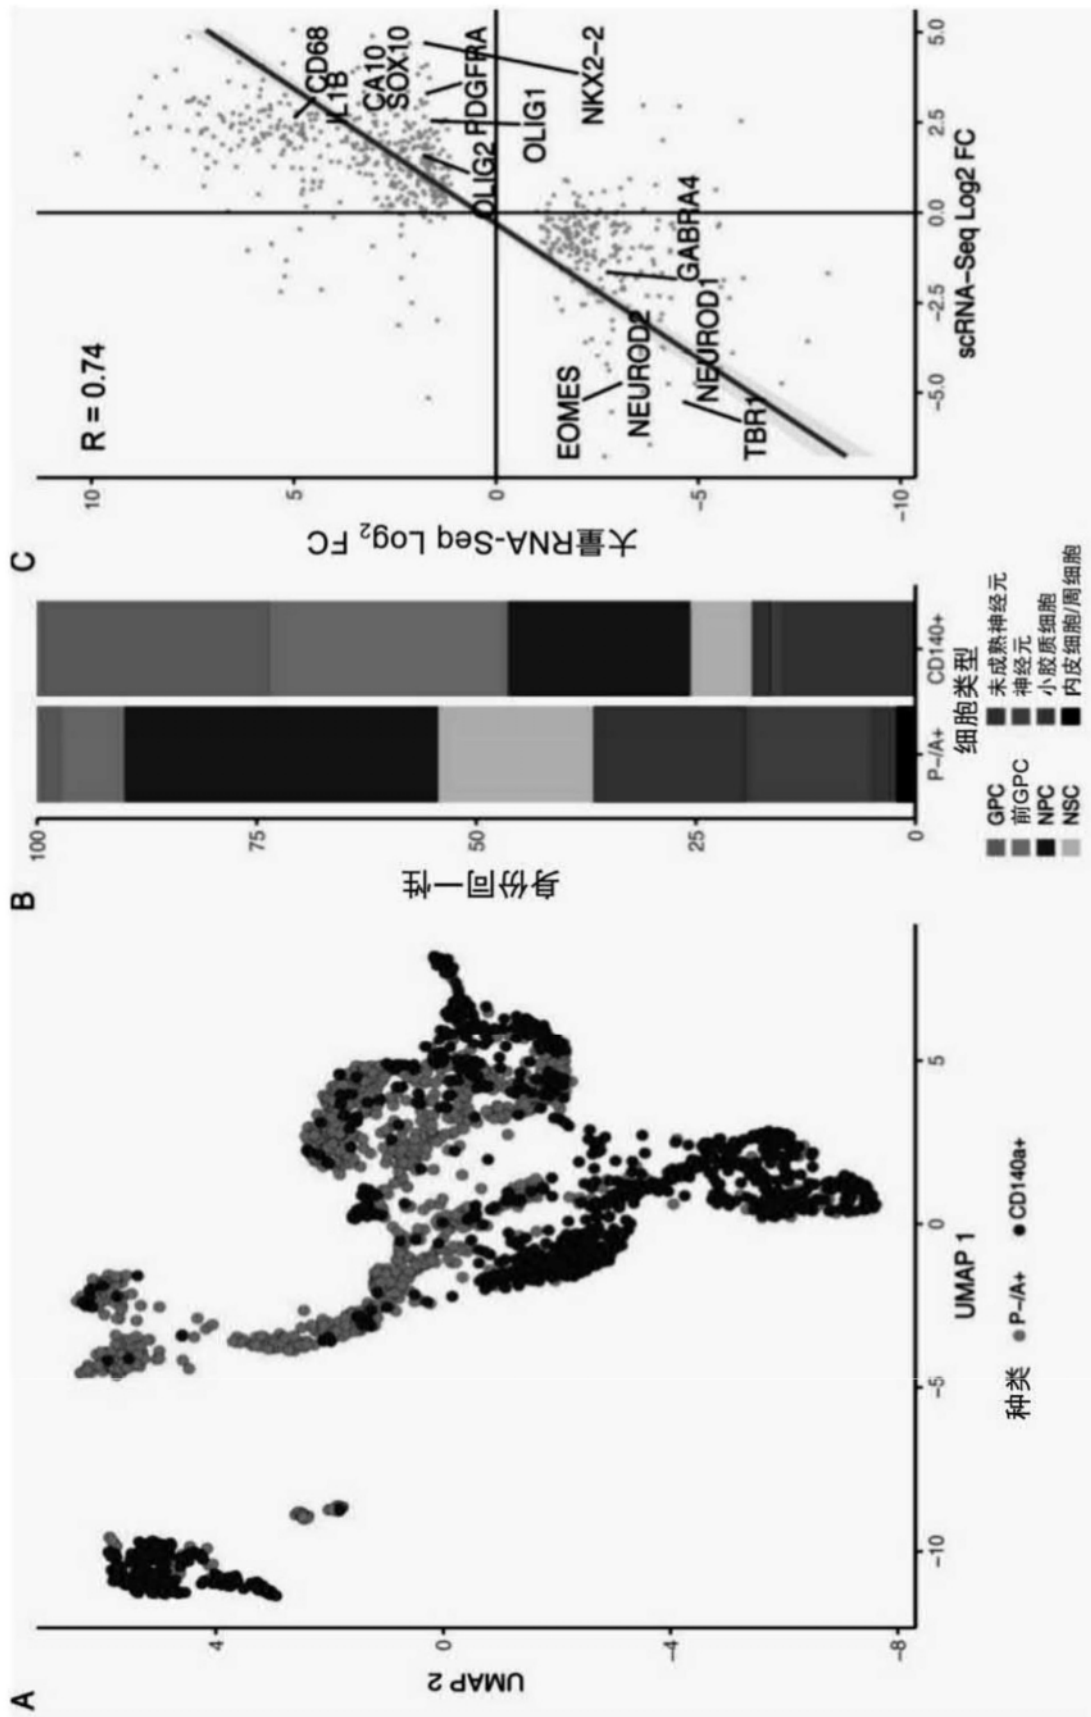 A
UMAP 2
4
0
-4
-8
-10
-5
0
5
UMAP 1
种类
P-/A+
CD140a+
B
身份同一性
100
75
50
25
0
P-/A+
CD140+
细胞类型
GPC
前GPC
NPC
NSC
未成熟神经元
神经元
小胶质细胞
内皮细胞/周细胞
C
大量RNA-Seq Log₂ FC
10
5
0
-5
-10
R = 0.74
CD68
IL1B
CA10
SOX10
PDGFRA
OLIG2
OLIG1
NKX2-2
GABRA4
EOMES
NEUROD2
NEUROD1
TBR1
-5.0
-2.5
0.0
2.5
5.0
scRNA-Seq Log2 FC